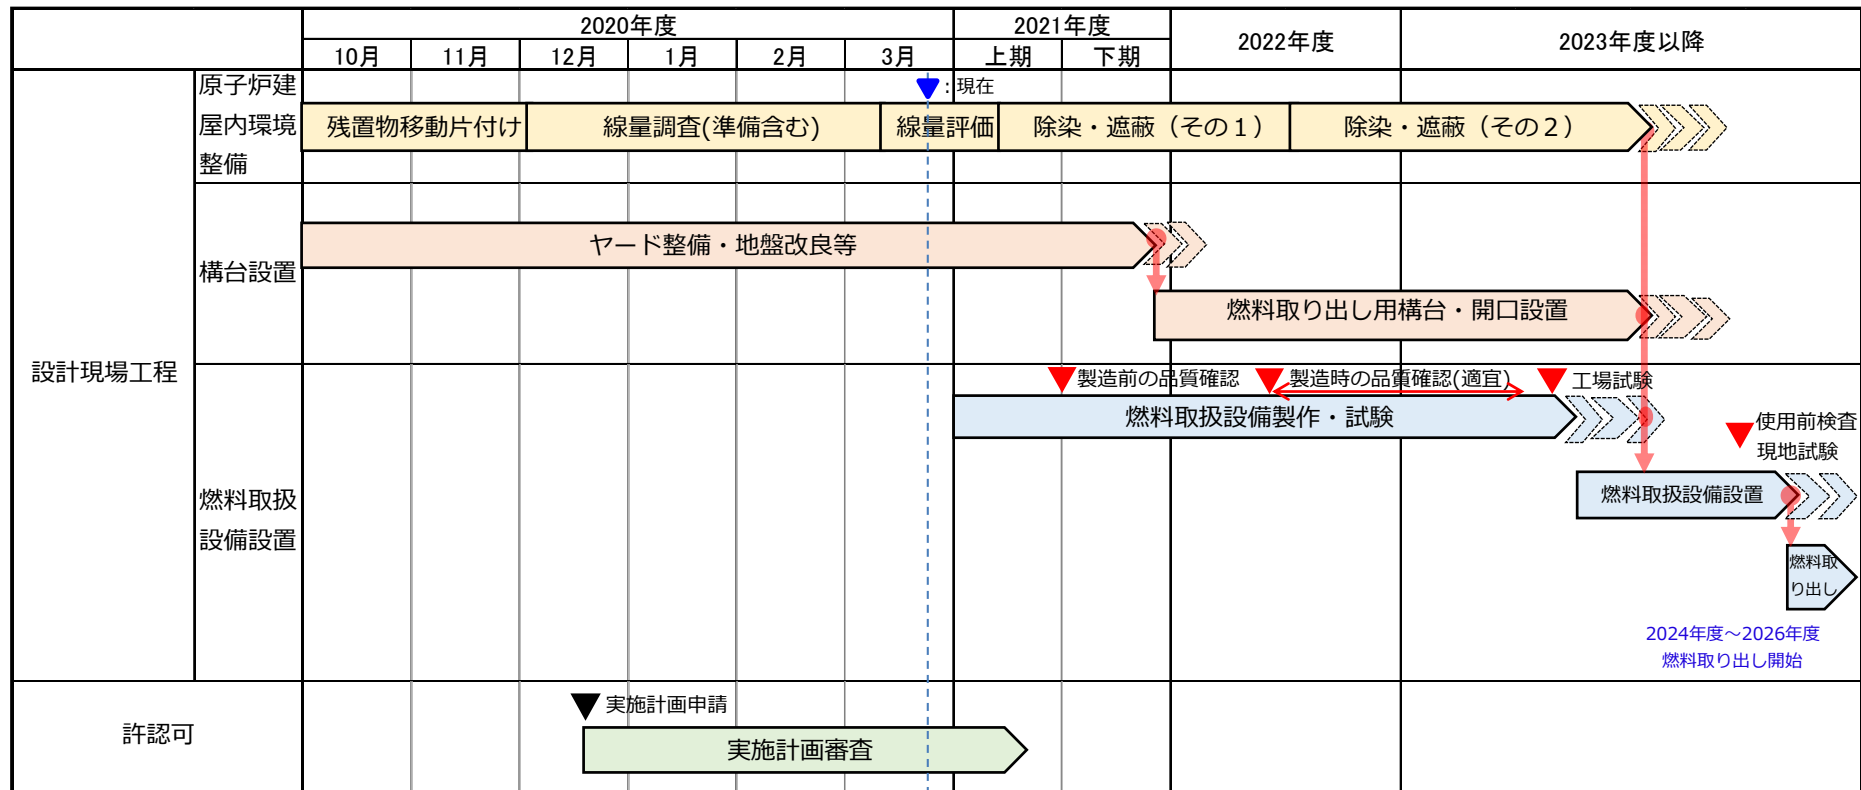 2020年度
2021年度
2022年度
2023年度以降
10月
11月
12月
1月
2月
3月
上期
下期
設計現場工程
原子炉建
屋内環境
整備
▼:現在
残置物移動片付け
線量調査(準備含む)
線量評価
除染・遮蔽（その１）
除染・遮蔽（その２）
構台設置
ヤード整備・地盤改良等
燃料取り出し用構台・開口設置
燃料取扱
設備設置
製造前の品質確認
製造時の品質確認(適宜)
工場試験
燃料取扱設備製作・試験
使用前検査
現地試験
燃料取扱設備設置
燃料取
り出し
2024年度～2026年度
燃料取り出し開始
許認可
実施計画申請
実施計画審査